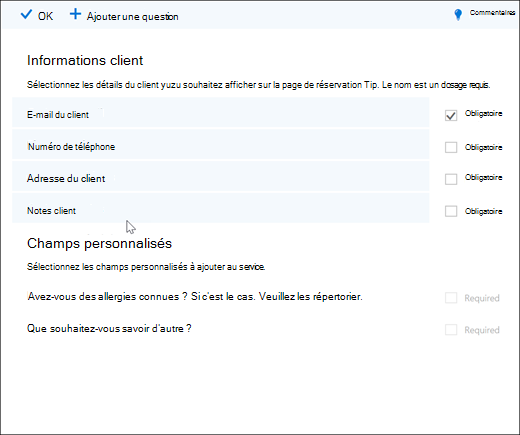 OK
Ajouter une question
Commentaires
Informations client
Sélectionnez les détails du client yuzu souhaitez afficher sur la page de réservation Tip. Le nom est un dosage requis.
E-mail du client
Obligatoire
Numéro de téléphone
Obligatoire
Adresse du client
Obligatoire
Notes client
Obligatoire
Champs personnalisés
Sélectionnez les champs personnalisés à ajouter au service.
Avez-vous des allergies connues ? Si c'est le cas. Veuillez les répertorier.
Required
Que souhaitez-vous savoir d'autre ?
Required